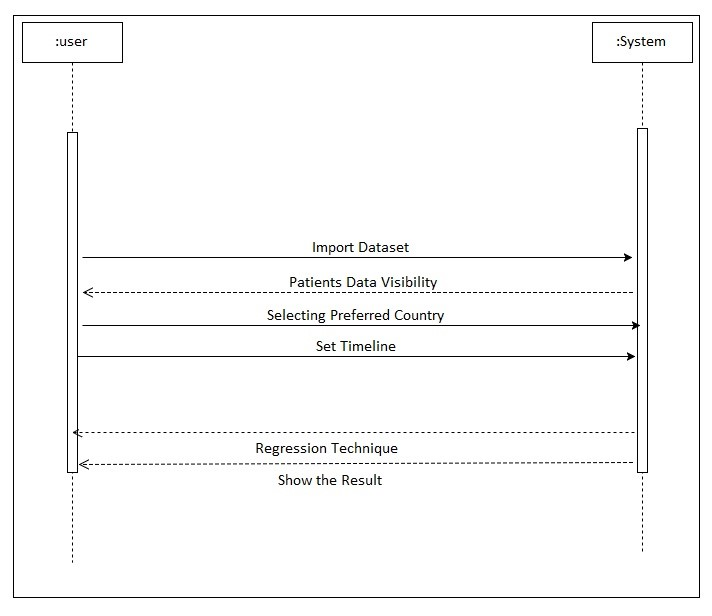 :user
:System
Import Dataset
Patients Data Visibility
Selecting Preferred Country
Set Timeline
Regression Technique
Show the Result